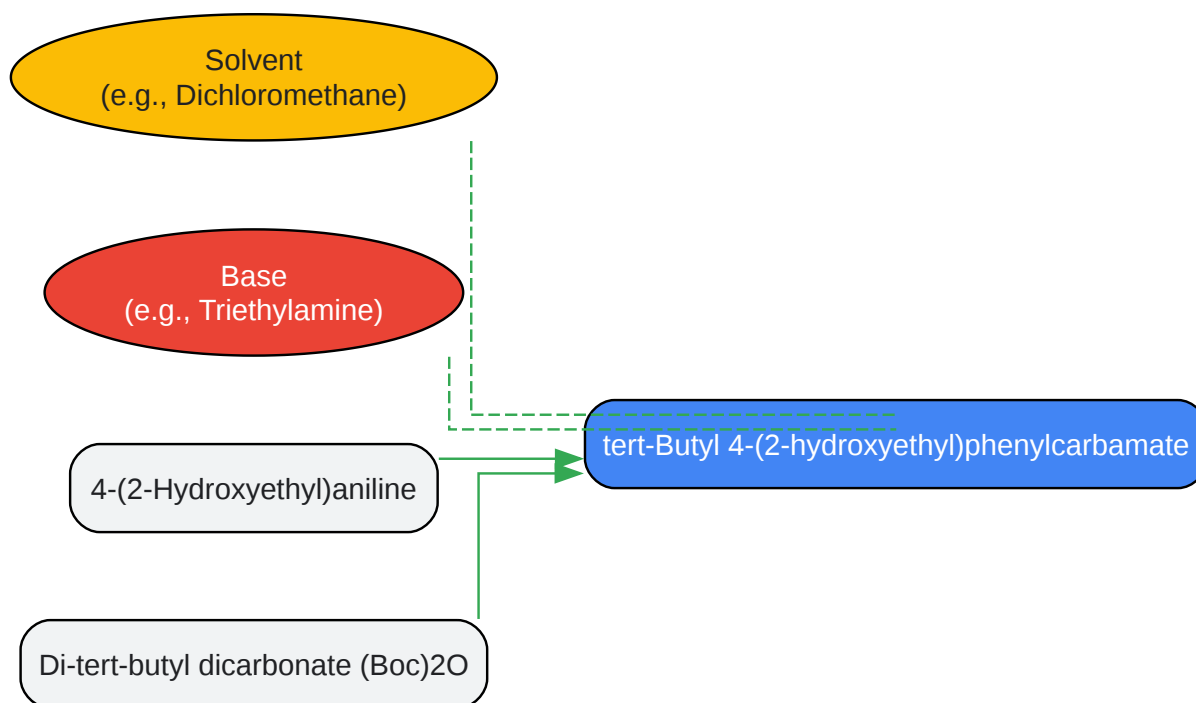 Solvent
(e.g., Dichloromethane)
Base
(e.g., Triethylamine)
tert-Butyl 4-(2-hydroxyethyl)phenylcarbamate
4-(2-Hydroxyethyl)aniline
Di-tert-butyl dicarbonate (Boc)2O